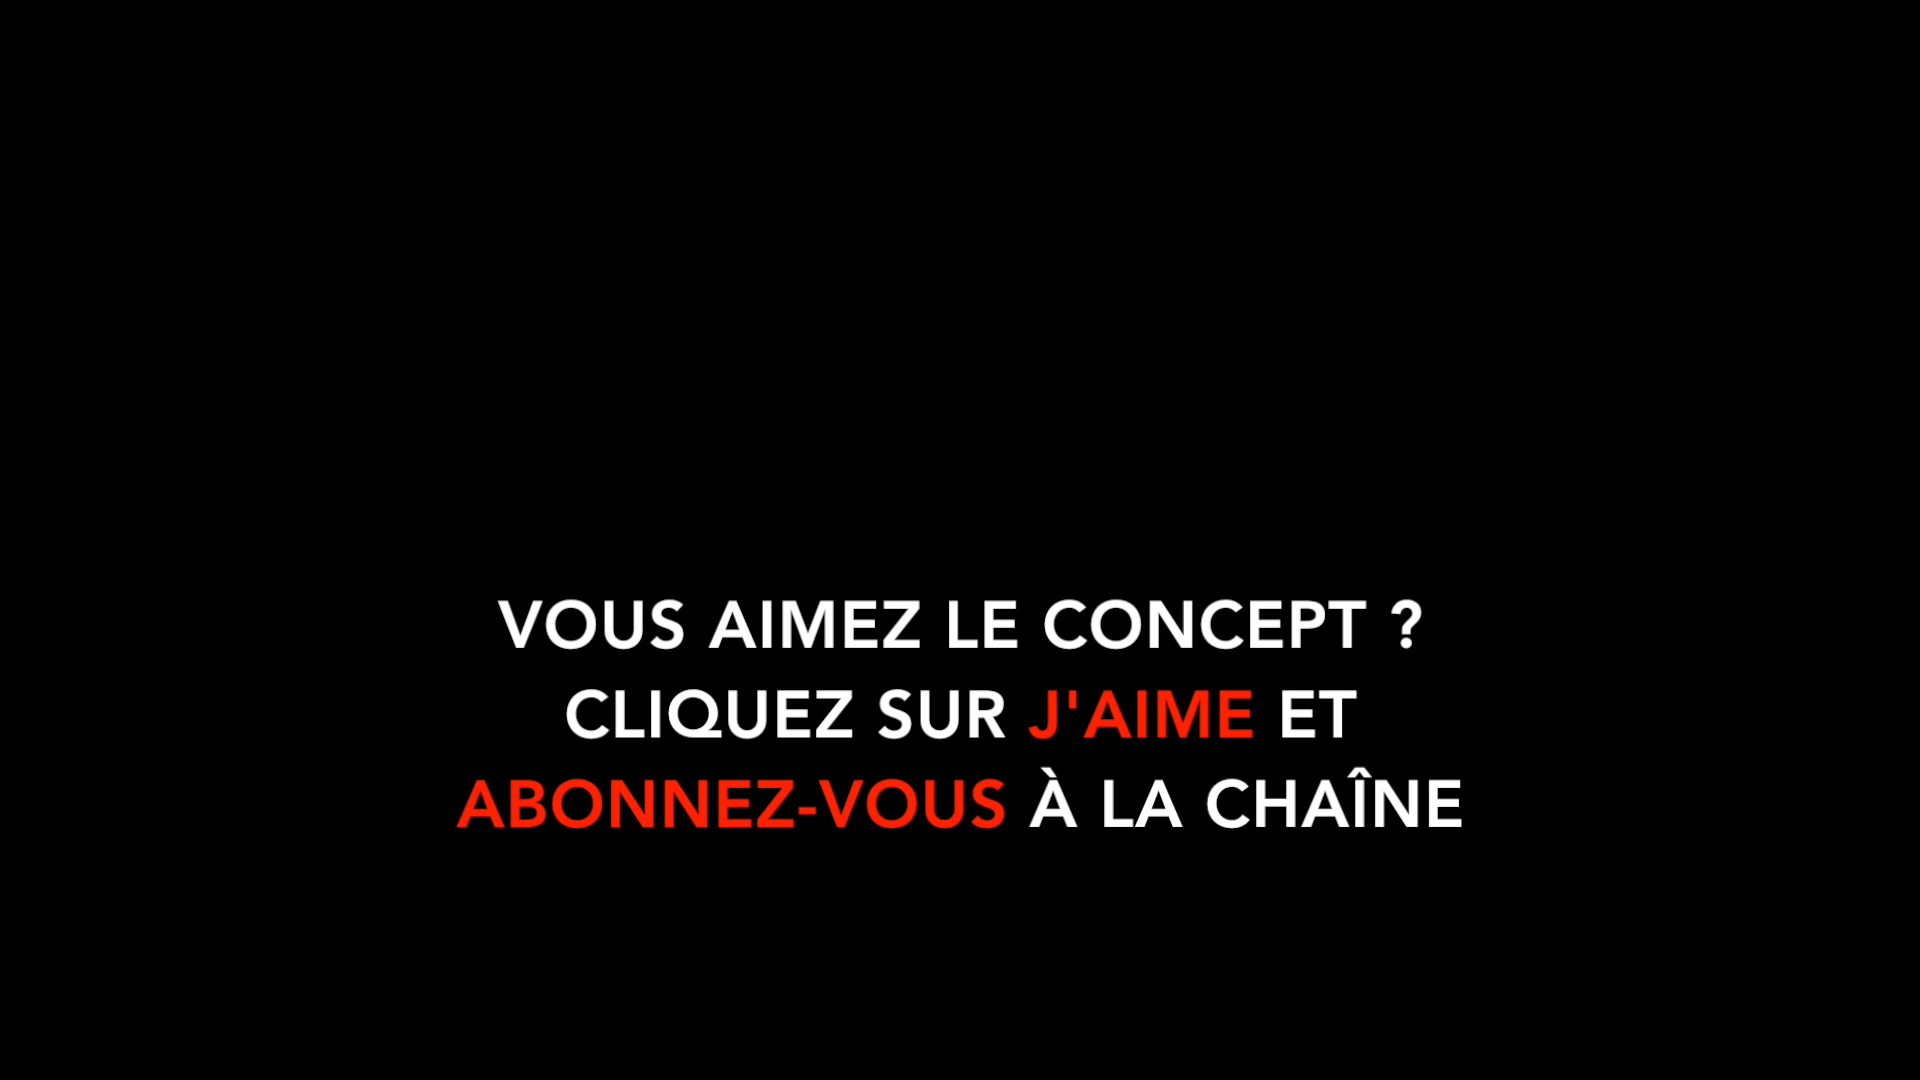 VOUS AIMEZ LE CONCEPT ?
CLIQUEZ SUR J'AIME ET
ABONNEZ-VOUS À LA CHAÎNE